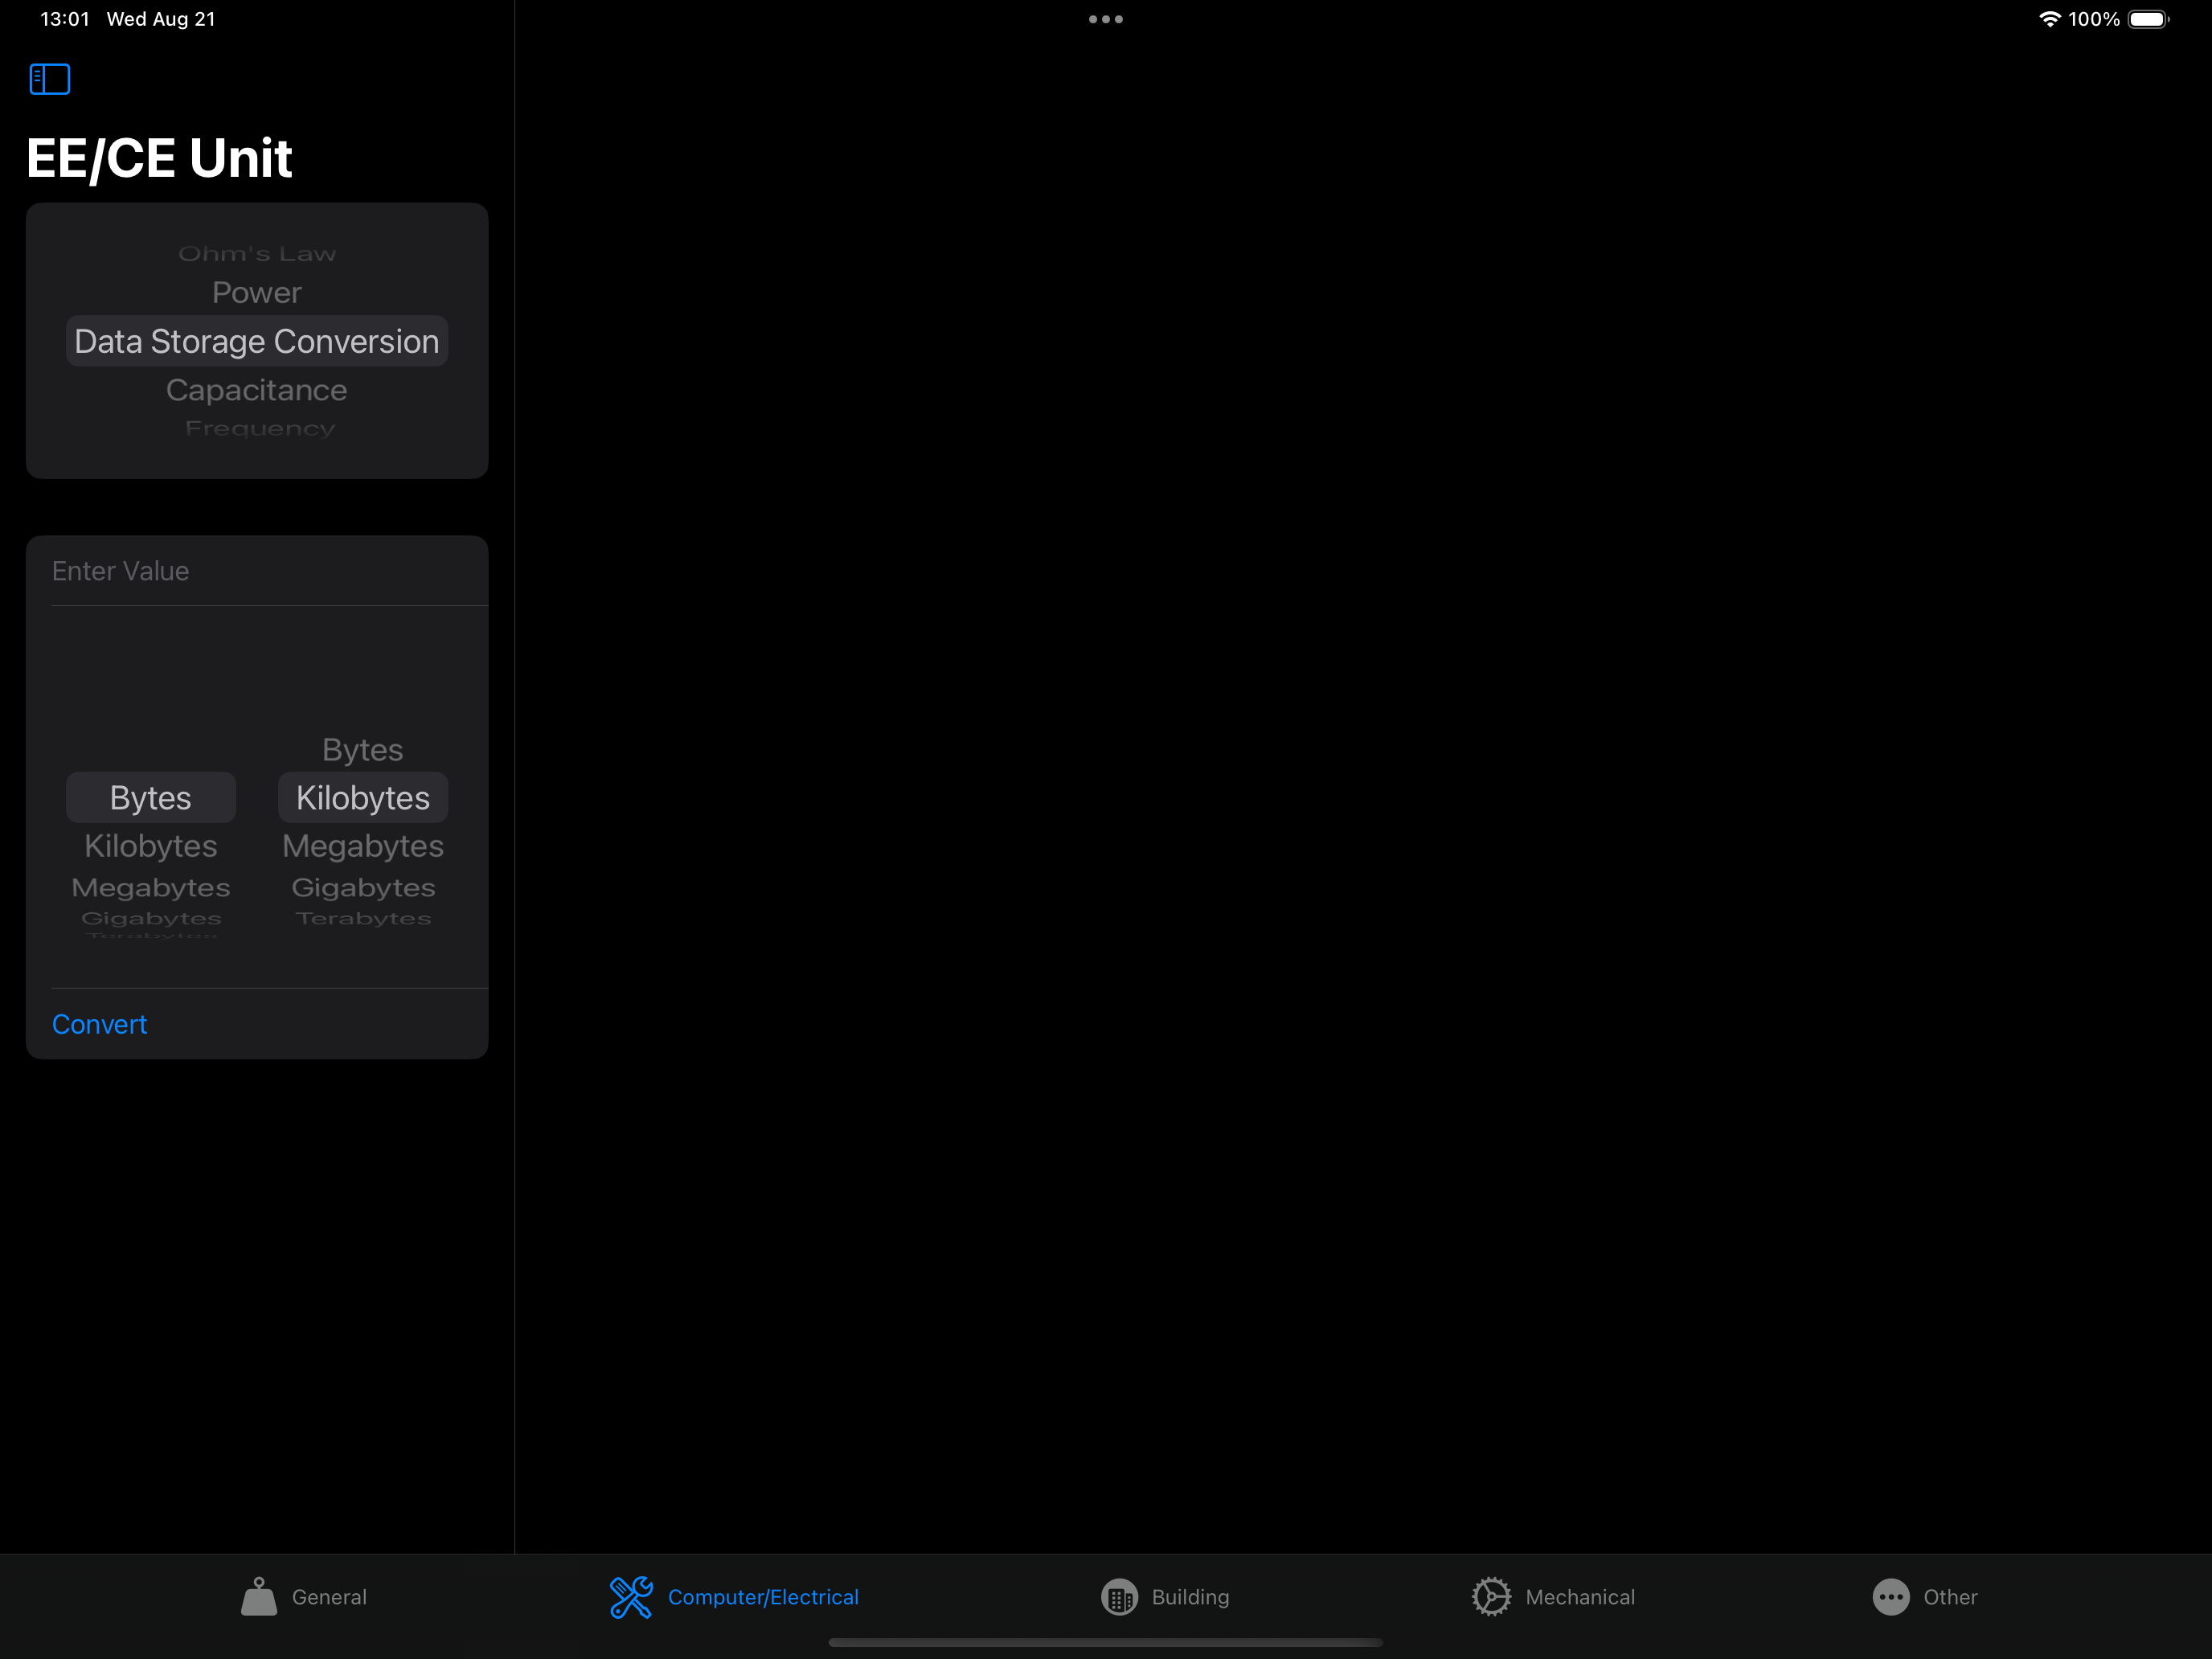 13:01 Wed Aug 21
100%
EE/CE Unit
Ohm's Law
Power
Data Storage Conversion
Capacitance
Frequency
Enter Value
Bytes
Bytes Kilobytes
Kilobytes Megabytes
Megabytes Gigabytes
Gigabytes Terabytes
Terabytes
Convert
General Computer/Electrical Building Mechanical Other